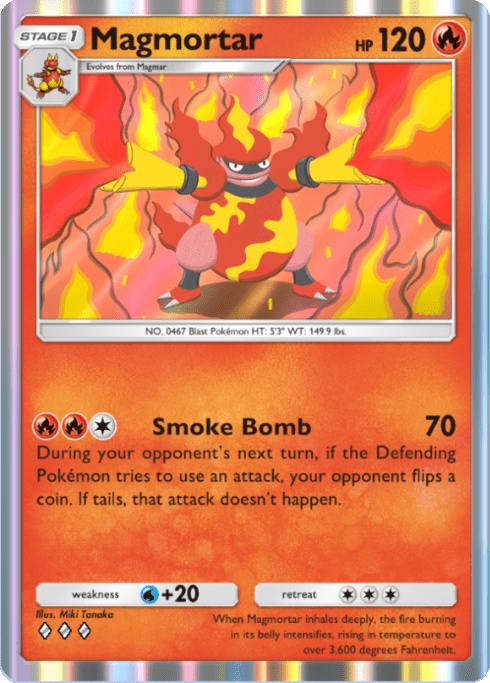 STAGE 1
Magmortar
HP 120
Evolves from Magmar
NO. 0467 Blast Pokémon HT: 5'3" WT: 149.9 lbs.
Smoke Bomb 70
During your opponent's next turn, if the Defending
Pokémon tries to use an attack, your opponent flips a
coin. If tails, that attack doesn't happen.
weakness +20
retreat
Illus. Miki Tanaka
When Magmortar inhales deeply, the fire burning
in its belly intensifies, rising in temperature to
over 3,600 degrees Fahrenheit.